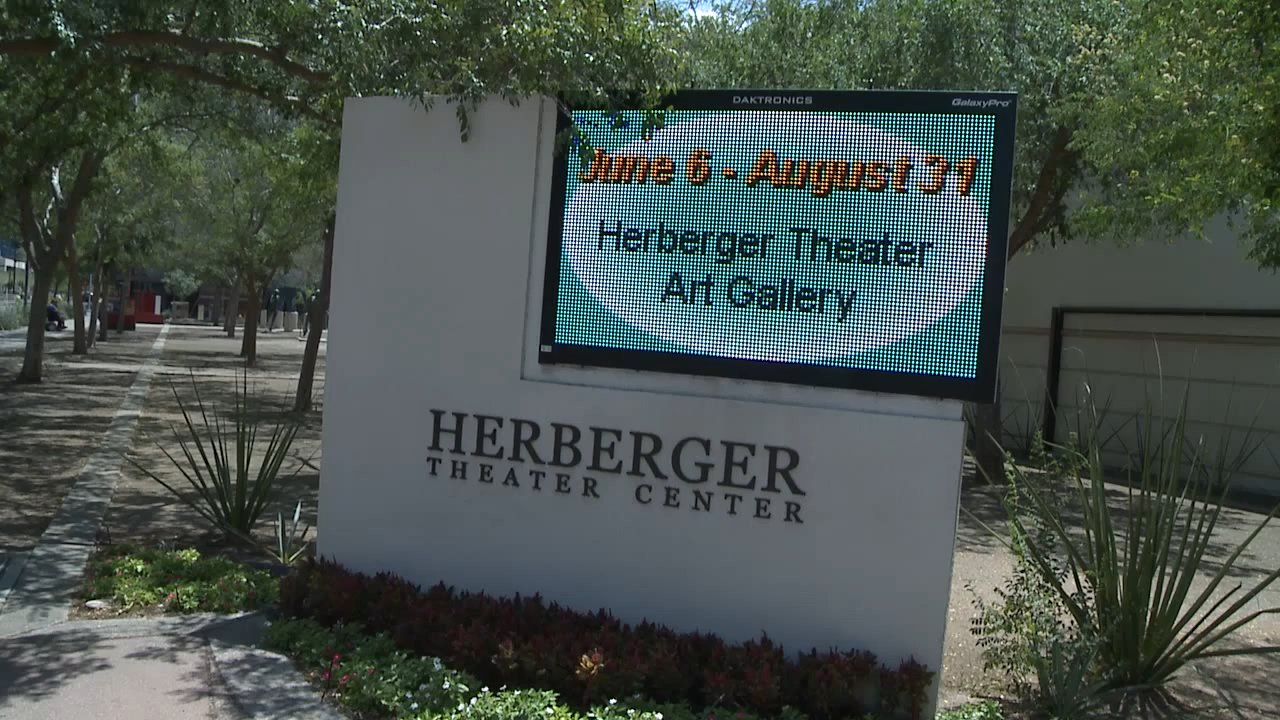 DAKTRONICS GalaxyPro
June 6 - August 31
Herberger Theater
Art Gallery
HERBERGER
THEATER CENTER